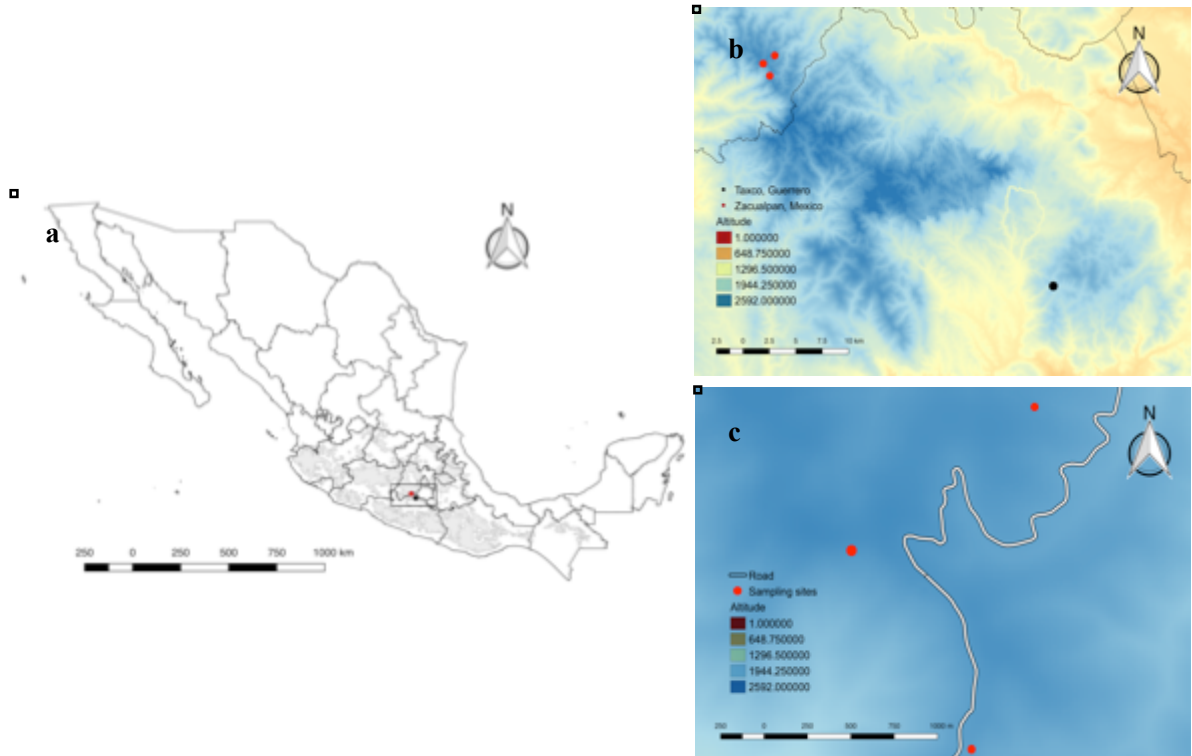 a
N
250
0
250
500
750
1000 km
b
N
Taxco, Guerrero
Zacualpan, Mexico
Altitude
1.000000
648.750000
1296.500000
1944.250000
2592.000000
2.5 0 2.5 5 7.5 10 km
c
N
Road
Sampling sites
Altitude
1.000000
648.750000
1296.500000
1944.250000
2592.000000
250 0 250 500 750 1000 m